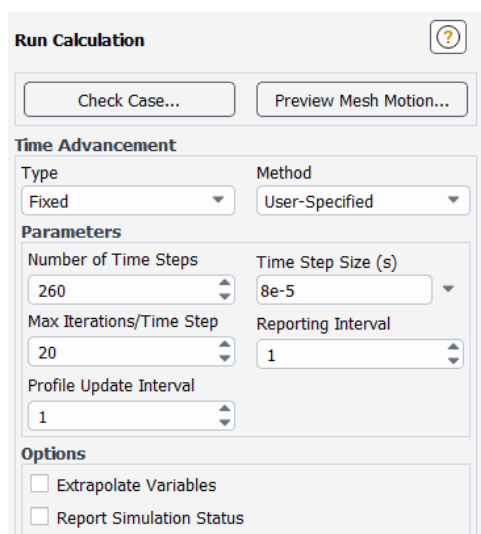 Run Calculation
?
Check Case... Preview Mesh Motion...
Time Advancement
Type Method
Fixed User-Specified
Parameters
Number of Time Steps Time Step Size (s)
260 8e-5
Max Iterations/Time Step Reporting Interval
20 1
Profile Update Interval
1
Options
Extrapolate Variables
Report Simulation Status